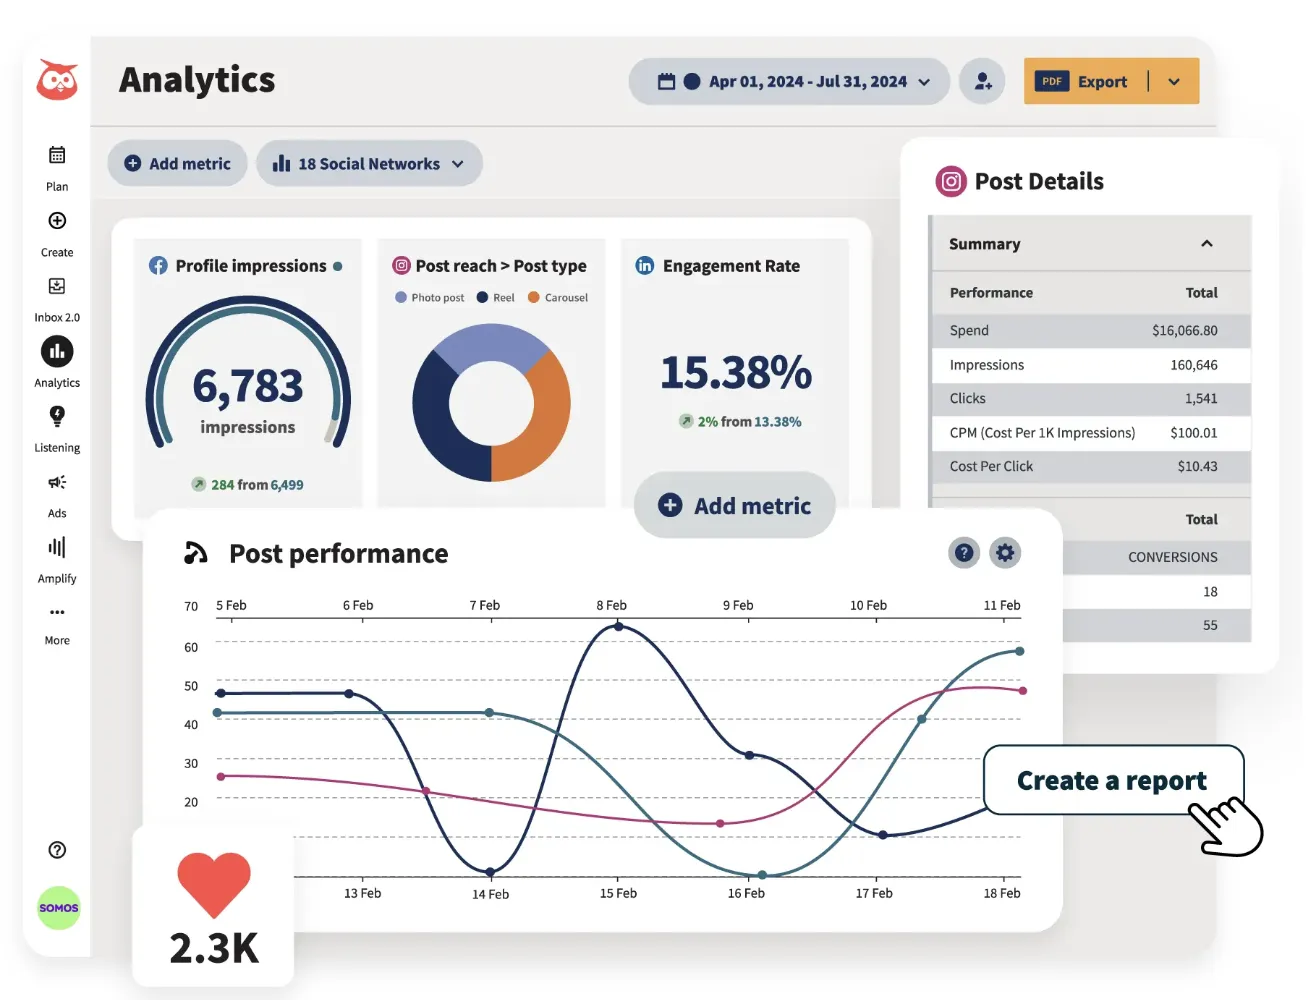 Analytics
Apr 01, 2024 - Jul 31, 2024
PDF Export
Add metric
18 Social Networks
Plan
Create
Inbox 2.0
Analytics
Listening
Ads
Amplify
More
SOMOS
Profile impressions
6,783
impressions
284 from 6,499
Post reach > Post type
Photo post Reel Carousel
Engagement Rate
15.38%
2% from 13.38%
Add metric
Post Details
Summary
Performance Total
Spend $16,066.80
Impressions 160,646
Clicks 1,541
CPM (Cost Per 1K Impressions) $100.01
Cost Per Click $10.43
Total
CONVERSIONS
18
55
Post performance
?
70 5 Feb 6 Feb 7 Feb 8 Feb 9 Feb 10 Feb 11 Feb
60
50
40
30
20
13 Feb 14 Feb 15 Feb 16 Feb 17 Feb 18 Feb
Create a report
2.3K